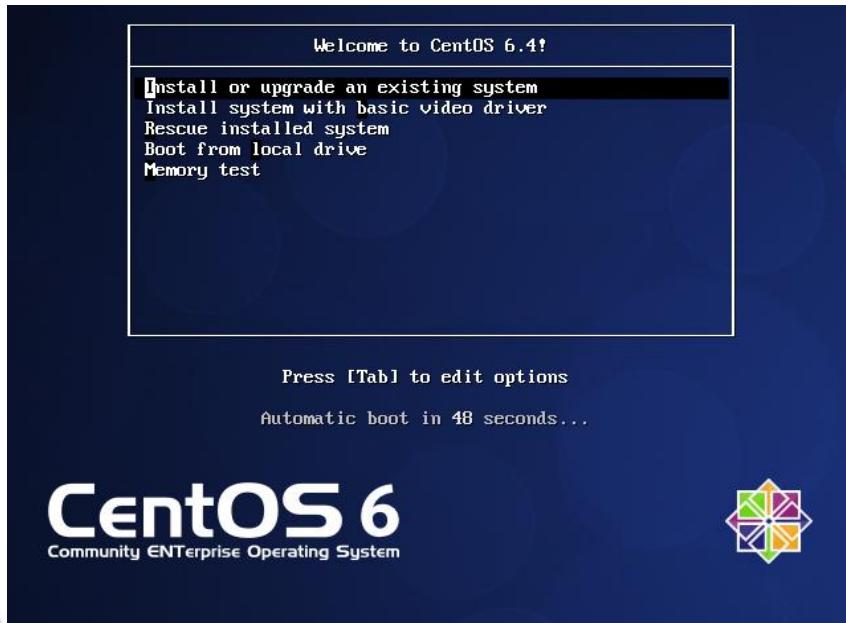 Welcome to CentOS 6.4!
Install or upgrade an existing system
Install system with basic video driver
Rescue installed system
Boot from local drive
Memory test
Press [Tab] to edit options
Automatic boot in 48 seconds...
CentOS 6
Community ENTerprise Operating System